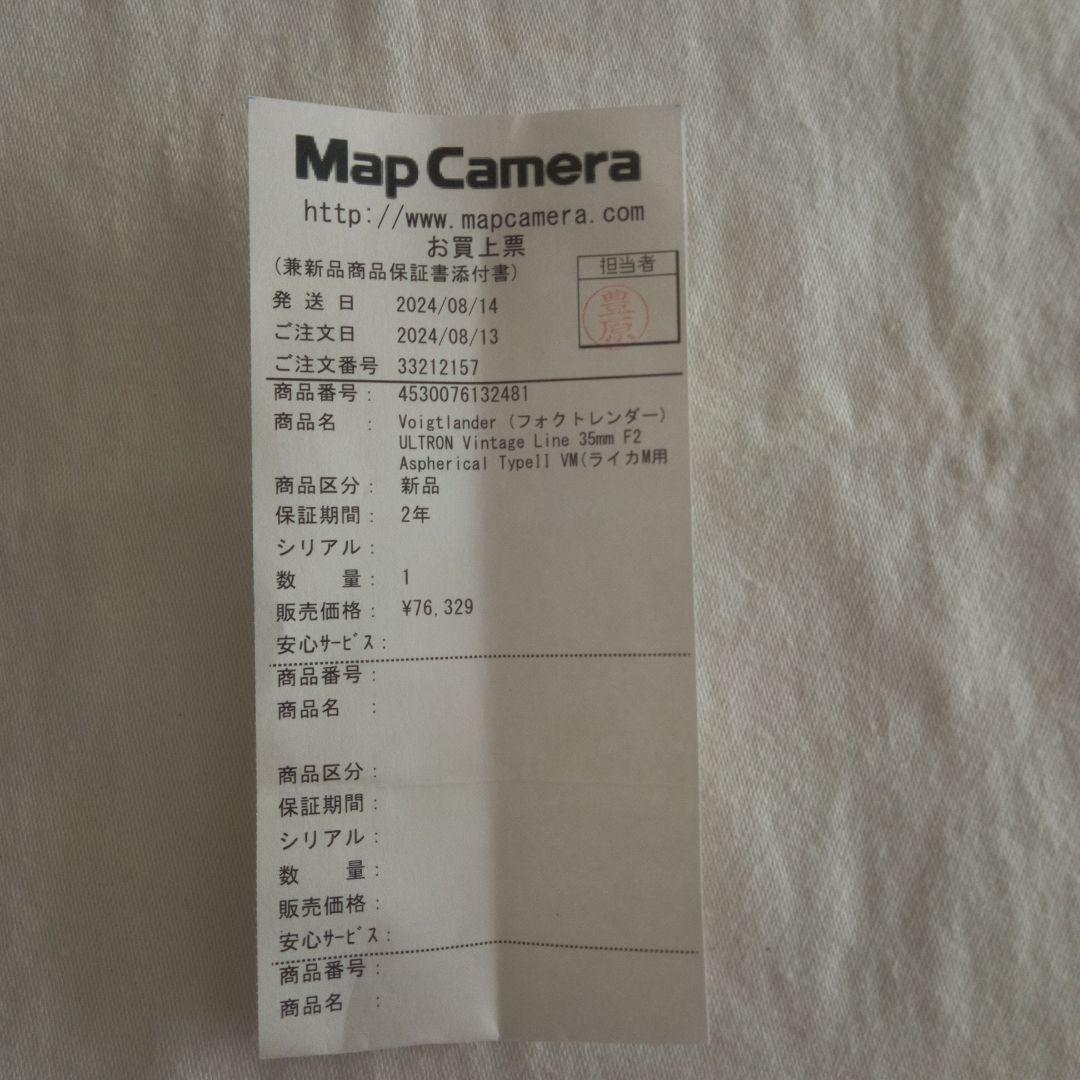 Map Camera
http://www.mapcamera.com
お買上票
(兼新品商品保証書添付書)
担当者
豊原
発送日 2024/08/14
ご注文日 2024/08/13
ご注文番号 33212157
商品番号: 4530076132481
商品名 : Voigtlander (フォクトレンダー)
ULTRON Vintage Line 35mm F2
Aspherical TypeII VM(ライカM用
商品区分: 新品
保証期間: 2年
シリアル:
数 量: 1
販売価格: ¥76,329
安心ｻｰﾋﾞｽ:
商品番号:
商品名 :
商品区分:
保証期間:
シリアル:
数 量:
販売価格:
安心ｻｰﾋﾞｽ:
商品番号:
商品名 :